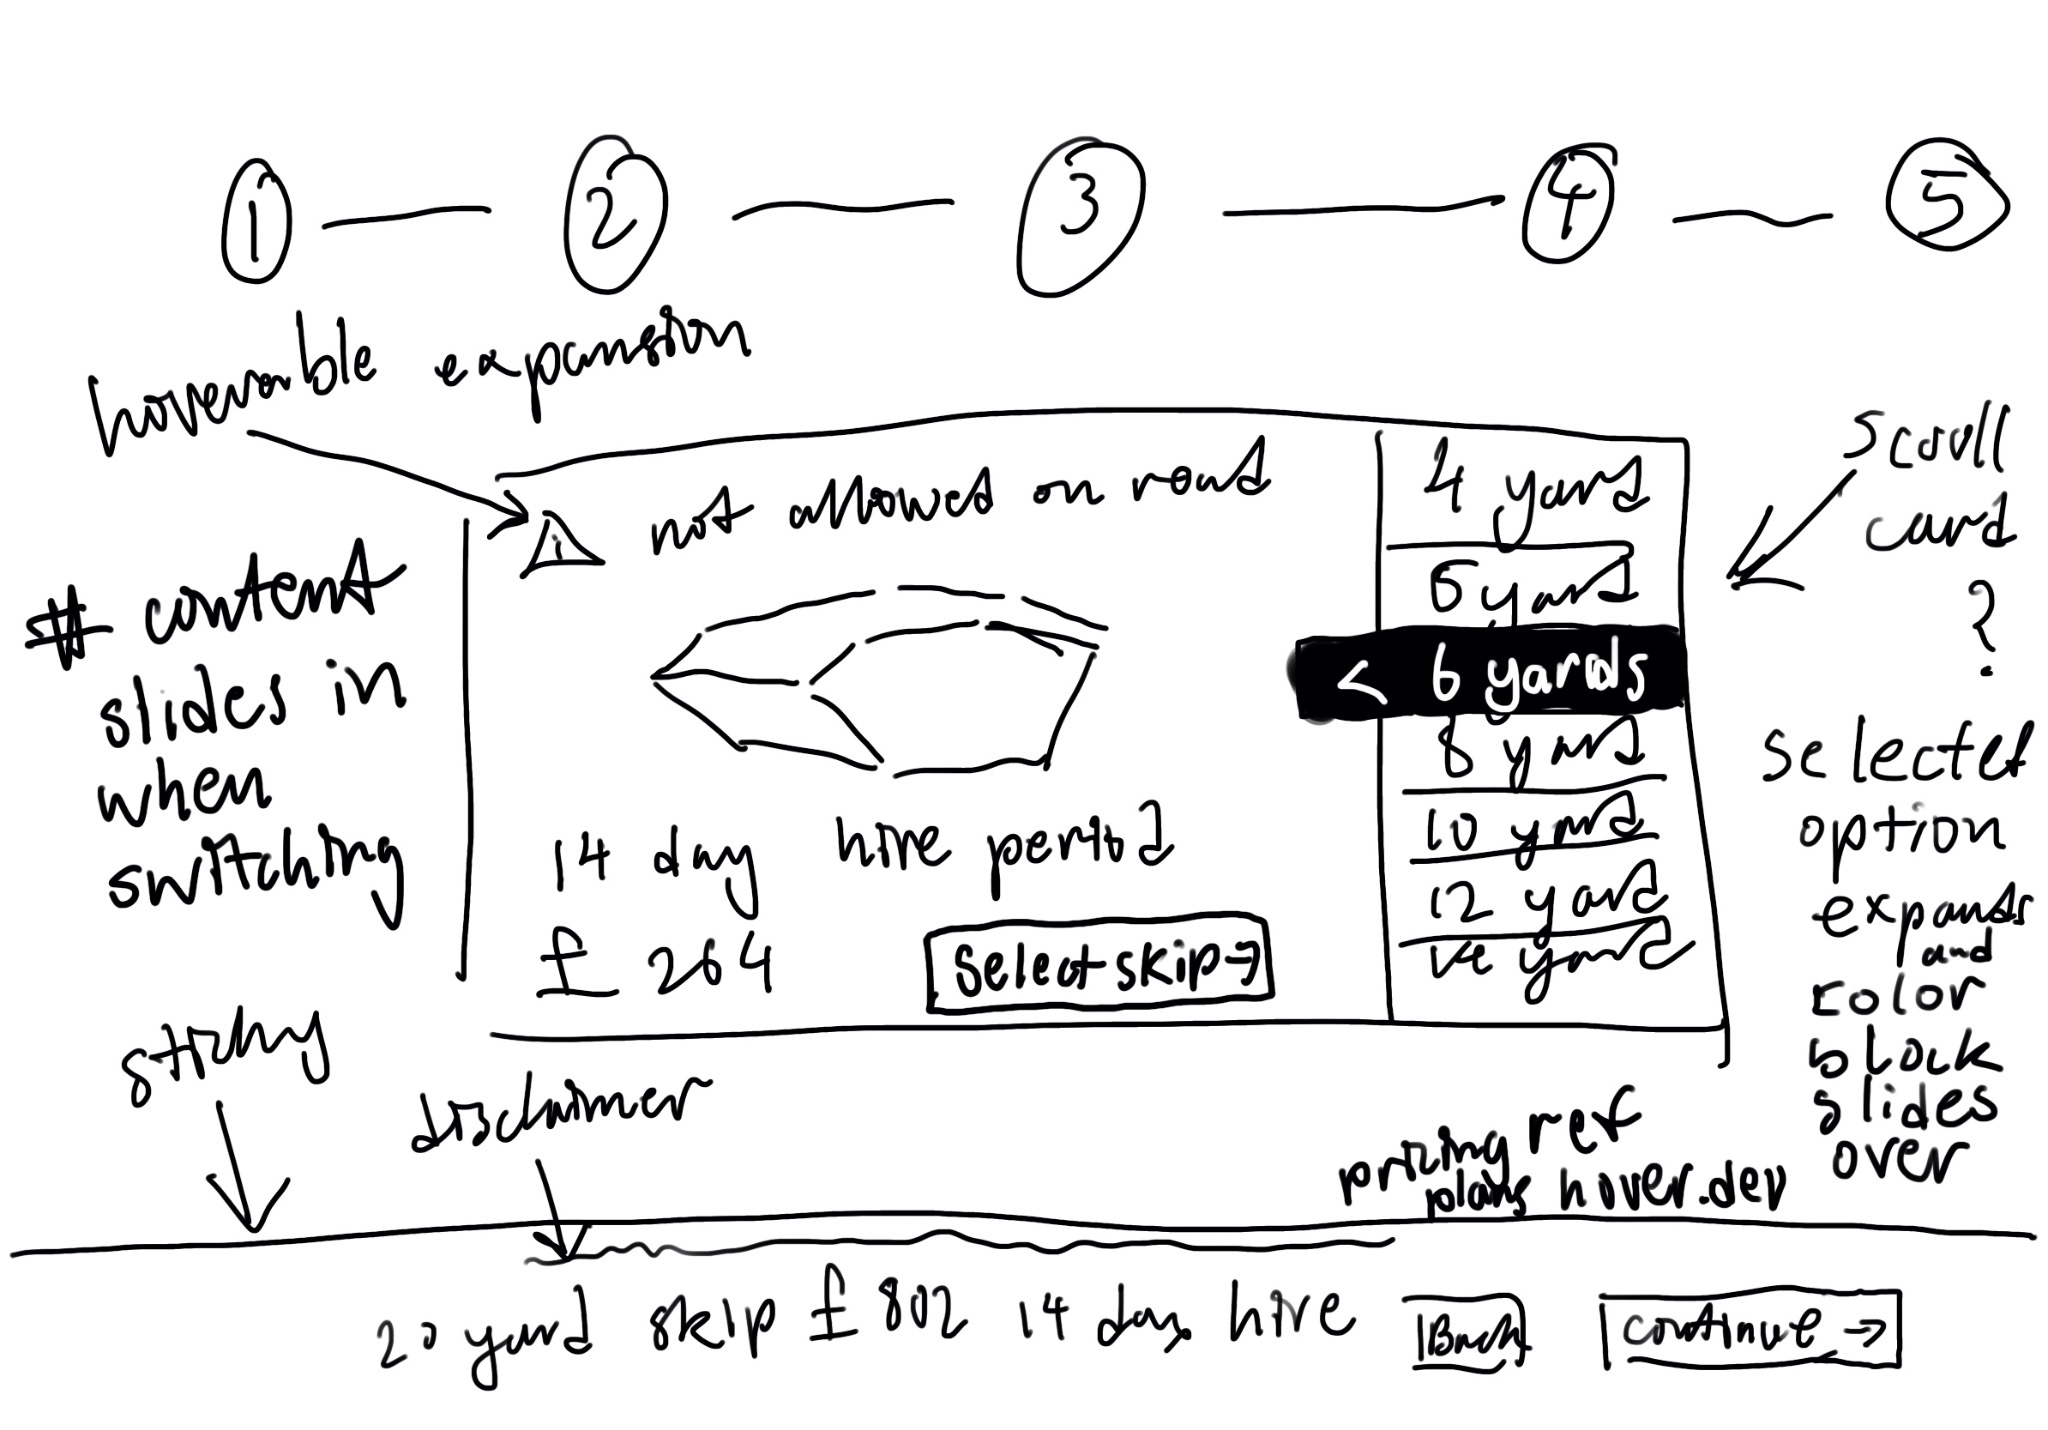 1 2 3 4 5
hoverable expansion
not allowed on road
4 yard
6 yard
< 6 yards
8 yard
10 yard
12 yard
yard
14 day hire period
£ 264
Select skip →
# content
slides in
when
switching
scroll
card
?
selected
option
expands
and
color
block
slides
over
sticky
disclaimer
pricing ref
plans hover.dev
20 yard skip £ 802 14 day hire
Back
continue →